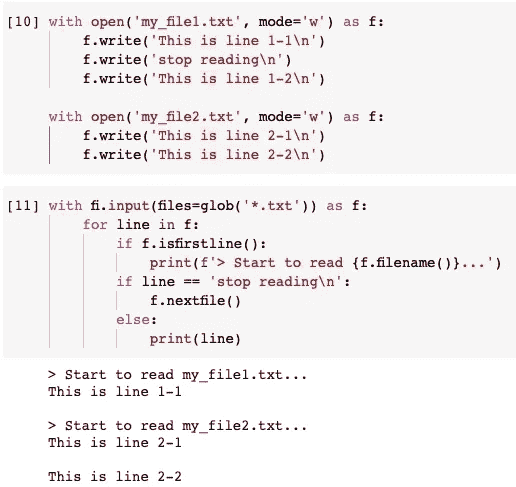 [10] with open('my_file1.txt', mode='w') as f:
         f.write('This is line 1-1\n')
         f.write('stop reading\n')
         f.write('This is line 1-2\n')

     with open('my_file2.txt', mode='w') as f:
         f.write('This is line 2-1\n')
         f.write('This is line 2-2\n')

[11] with fi.input(files=glob('*.txt')) as f:
         for line in f:
             if f.isfirstline():
                 print(f'> Start to read {f.filename()}...')
             if line == 'stop reading\n':
                 f.nextfile()
             else:
                 print(line)

     > Start to read my_file1.txt...
     This is line 1-1

     > Start to read my_file2.txt...
     This is line 2-1

     This is line 2-2